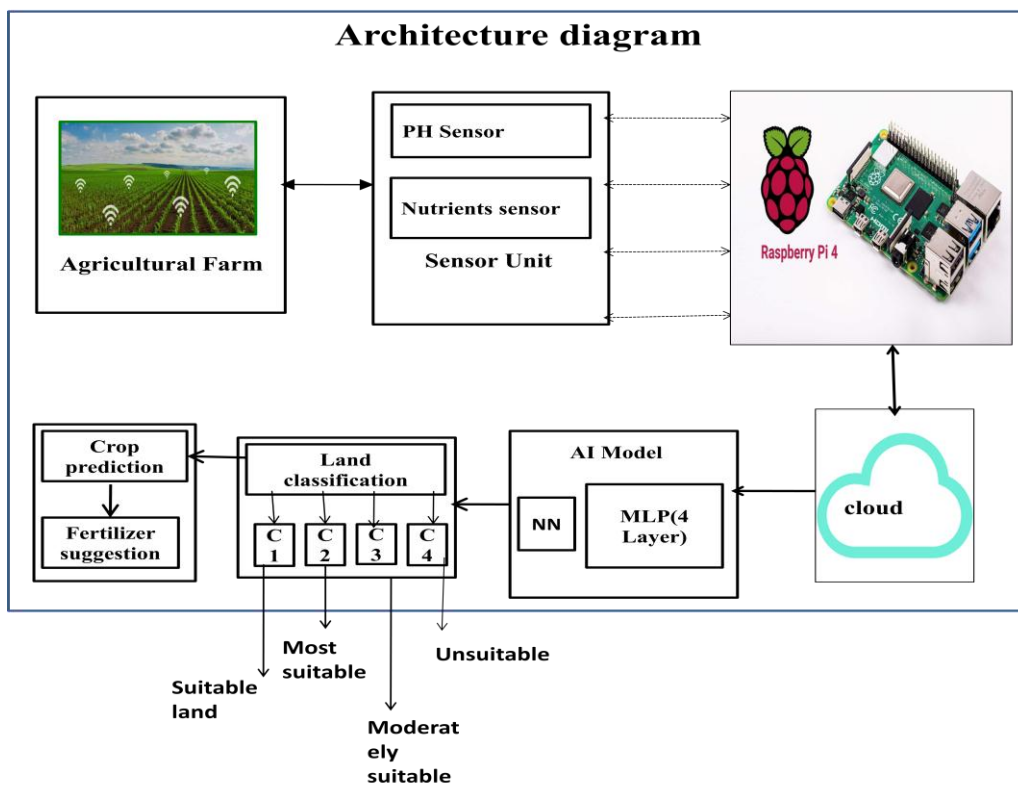 Architecture diagram
PH Sensor
Nutrients sensor
Sensor Unit
Agricultural Farm
Raspberry Pi 4
Crop
prediction
Fertilizer
suggestion
Land
classification
C
1
C
2
C
3
C
4
AI Model
NN
MLP(4
Layer)
cloud
Suitable
land
Most
suitable
Moderat
ely
suitable
Unsuitable